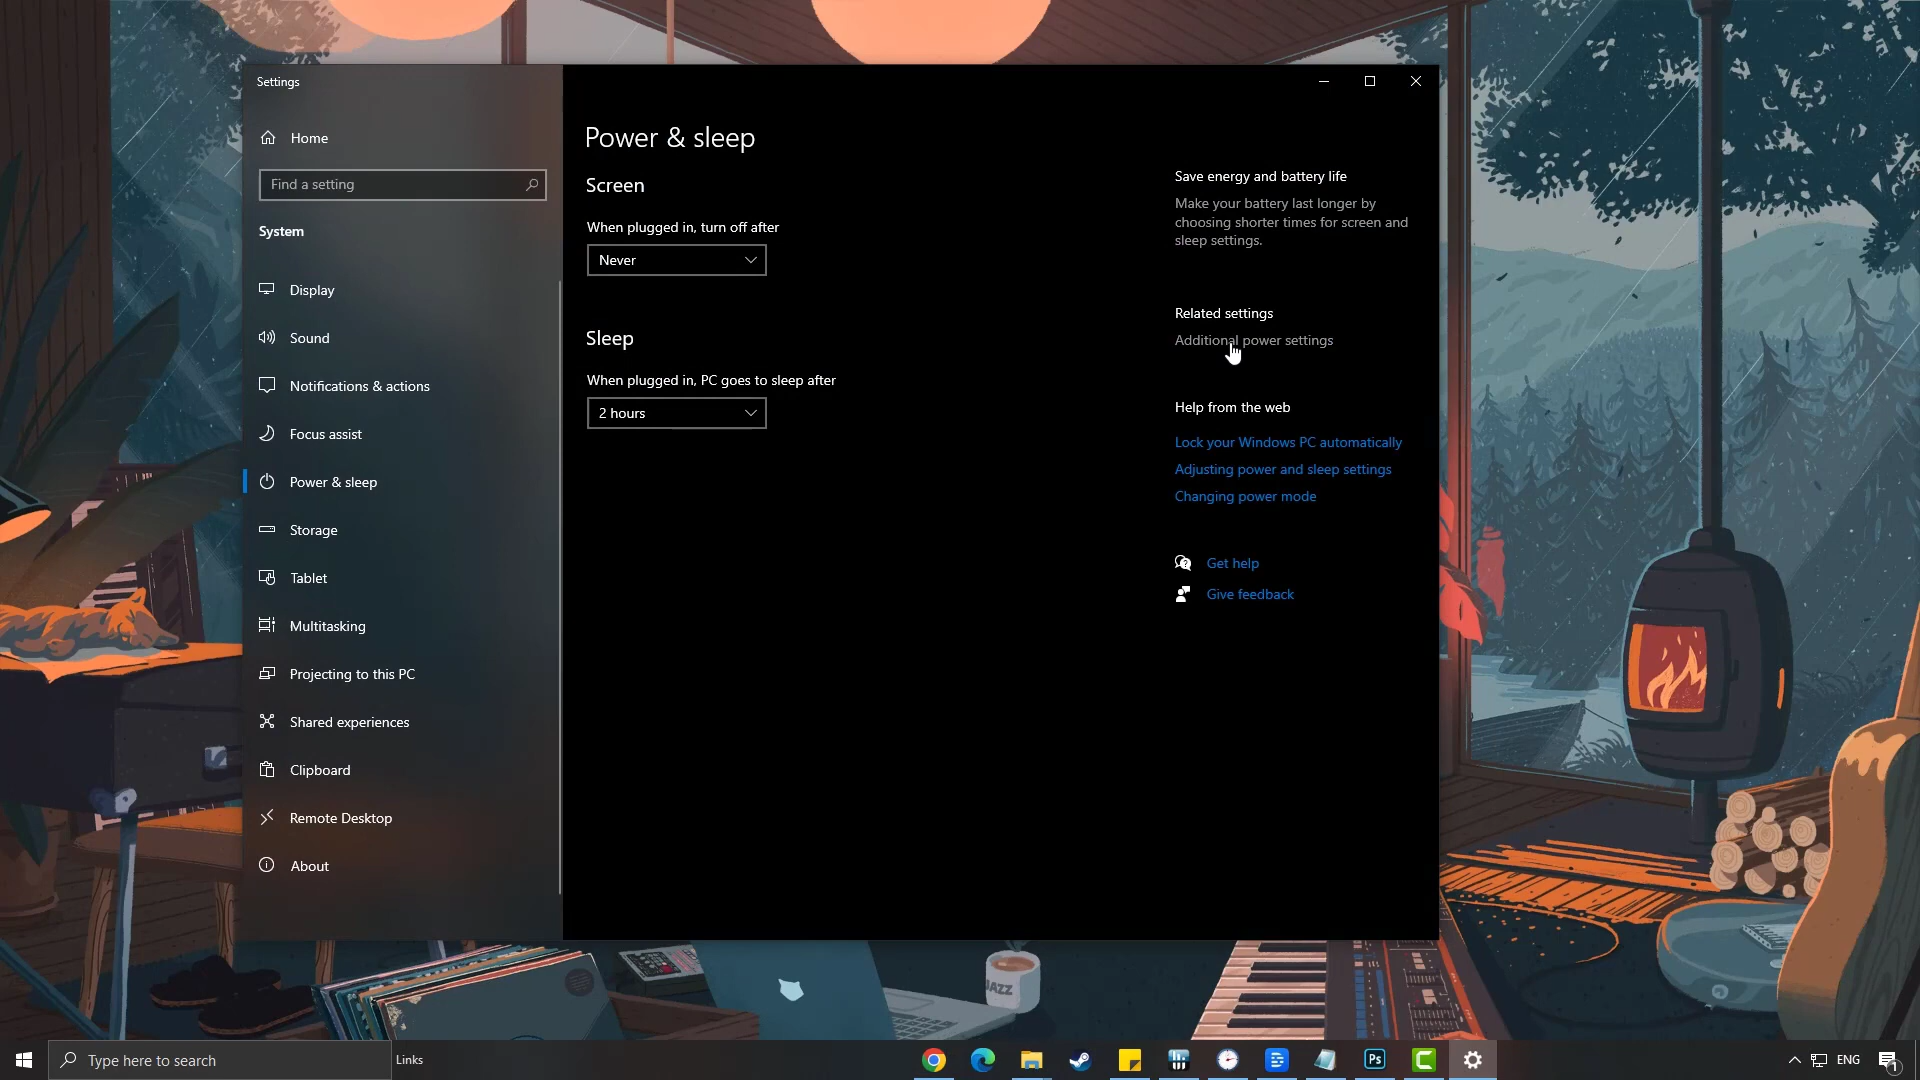 Settings
Home
Find a setting
System
Display
Sound
Notifications & actions
Focus assist
Power & sleep
Storage
Tablet
Multitasking
Projecting to this PC
Shared experiences
Clipboard
Remote Desktop
About
Power & sleep
Screen
When plugged in, turn off after
Never
Sleep
When plugged in, PC goes to sleep after
2 hours
Save energy and battery life
Make your battery last longer by
choosing shorter times for screen and
sleep settings.
Related settings
Additional power settings
Help from the web
Lock your Windows PC automatically
Adjusting power and sleep settings
Changing power mode
Get help
Give feedback
JAZZ
Type here to search
Links
Ps
ENG
1